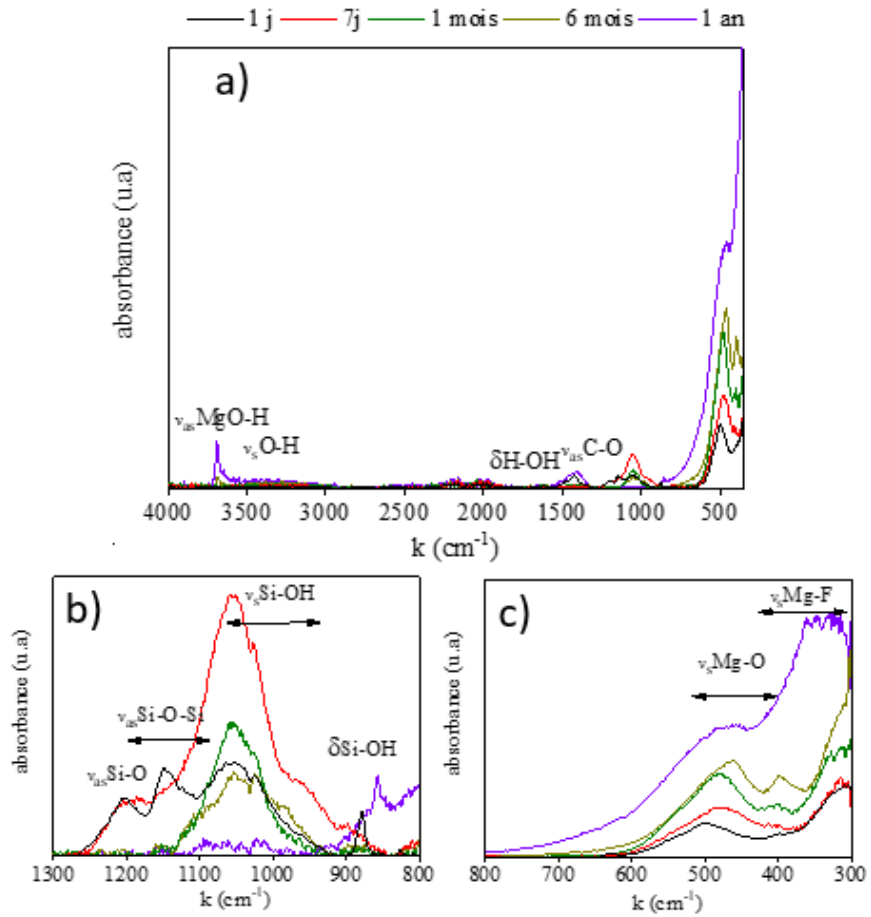 1 j 7j 1 mois 6 mois 1 an
a)
absorbance (u.a)
νasMgO-H
νsO-H
δH-OH νasC-O
4000 3500 3000 2500 2000 1500 1000 500
k (cm-1)
b)
absorbance (u.a)
νsSi-OH
νasSi-O-Si
δSi-OH
νasSi-O
1300 1200 1100 1000 900 800
k (cm-1)
c)
absorbance (u.a)
νsMg-F
νsMg-O
800 700 600 500 400 300
k (cm-1)